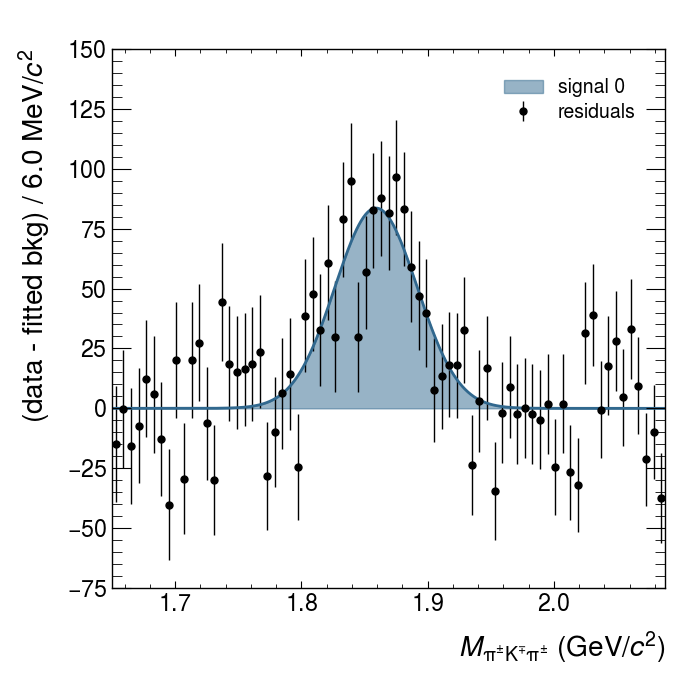 (data - fitted bkg) / 6.0 MeV/c²
150
125
100
75
50
25
0
−25
−50
−75
1.7 1.8 1.9 2.0
signal 0
residuals
M_{π^±K^∓π^±} (GeV/c²)